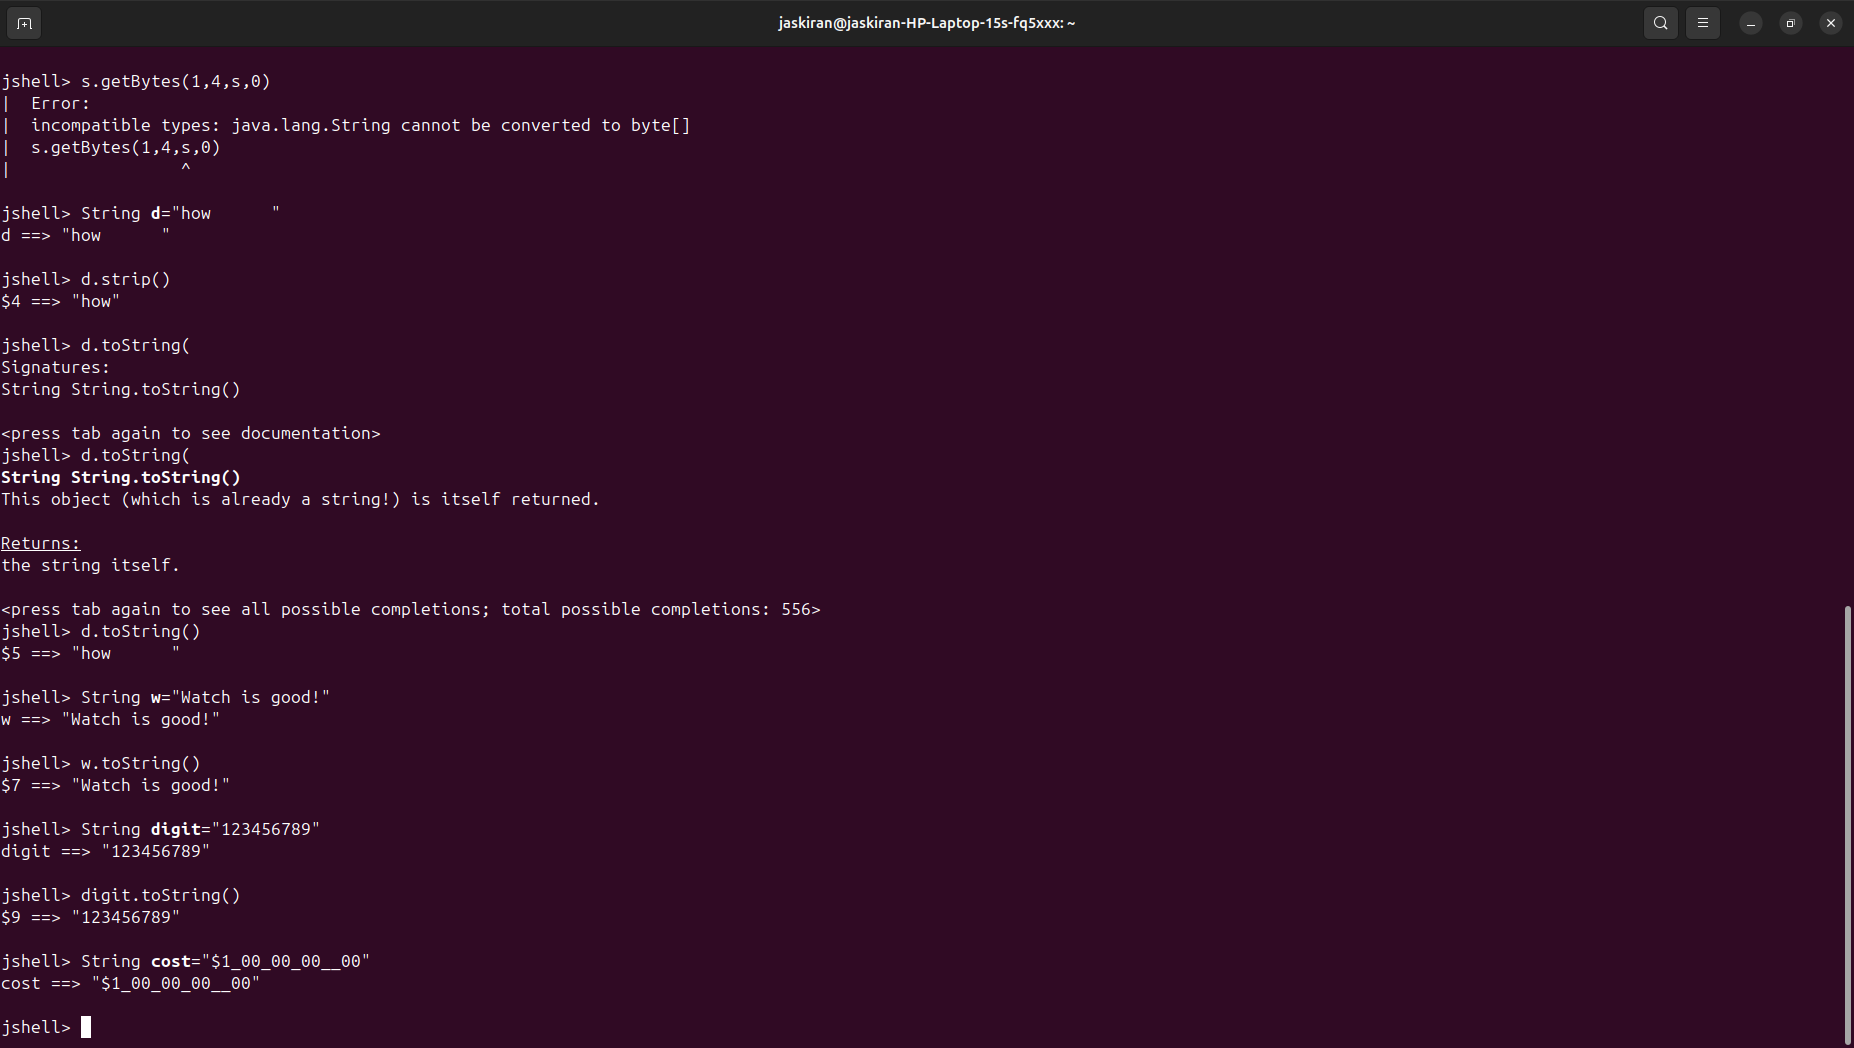 jaskiran@jaskiran-HP-Laptop-15s-fq5xxx: ~
jshell> s.getBytes(1,4,s,0)
|  Error:
|  incompatible types: java.lang.String cannot be converted to byte[]
|  s.getBytes(1,4,s,0)
|                 ^
jshell> String d="how      "
d ==> "how      "
jshell> d.strip()
$4 ==> "how"
jshell> d.toString(
Signatures:
String String.toString()
<press tab again to see documentation>
jshell> d.toString(
String String.toString()
This object (which is already a string!) is itself returned.
Returns:
the string itself.
<press tab again to see all possible completions; total possible completions: 556>
jshell> d.toString()
$5 ==> "how      "
jshell> String w="Watch is good!"
w ==> "Watch is good!"
jshell> w.toString()
$7 ==> "Watch is good!"
jshell> String digit="123456789"
digit ==> "123456789"
jshell> digit.toString()
$9 ==> "123456789"
jshell> String cost="$1_00_00_00__00"
cost ==> "$1_00_00_00__00"
jshell>